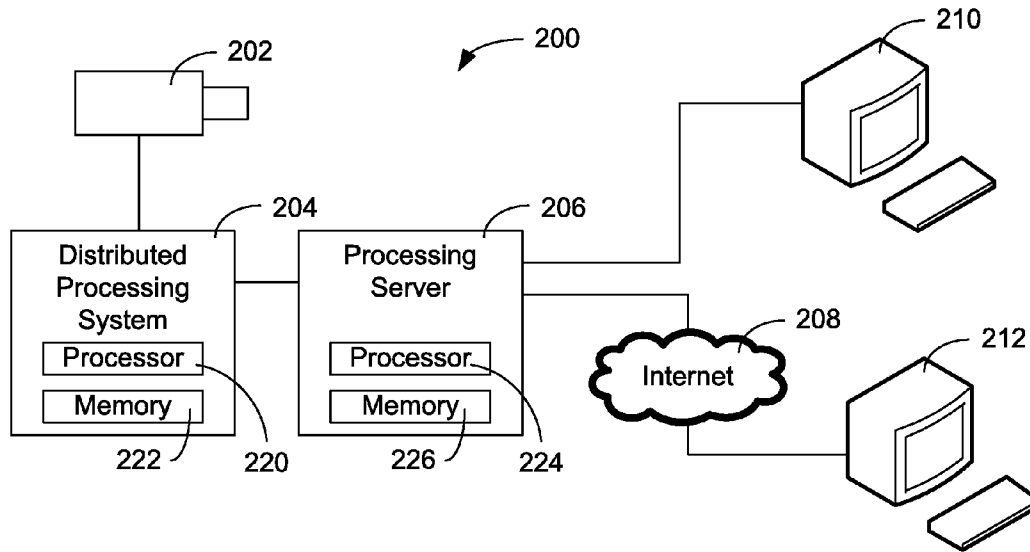 202
200
210
204
206
Distributed
Processing
System
Processor
Memory
222
220
Processing
Server
Processor
Memory
226
224
208
Internet
212